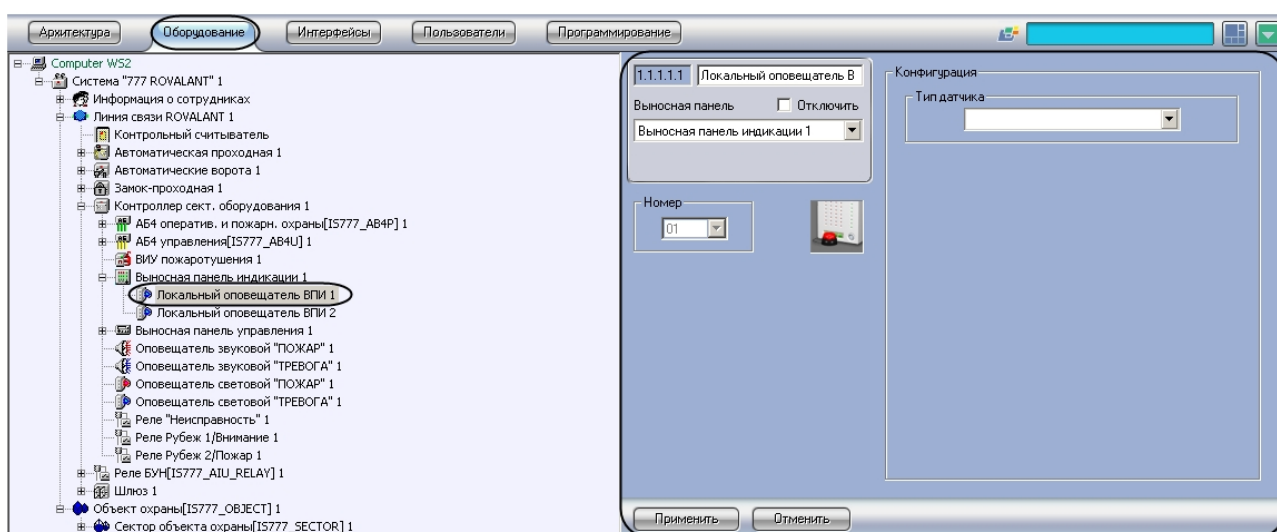 Архитектура
Оборудование
Интерфейсы
Пользователи
Программирование
Computer WS2
Система "777 ROVALANT" 1
Информация о сотрудниках
Линия связи ROVALANT 1
Контрольный считыватель
Автоматическая проходная 1
Автоматические ворота 1
Замок-проходная 1
Контроллер сект. оборудования 1
АБ4 оператив. и пожарн. охраны[IS777_AB4P] 1
АБ4 управления[IS777_AB4U] 1
ВИУ пожаротушения 1
Выносная панель индикации 1
Локальный оповещатель ВПИ 1
Локальный оповещатель ВПИ 2
Выносная панель управления 1
Оповещатель звуковой "ПОЖАР" 1
Оповещатель звуковой "ТРЕВОГА" 1
Оповещатель световой "ПОЖАР" 1
Оповещатель световой "ТРЕВОГА" 1
Реле "Неисправность" 1
Реле Рубеж 1/Внимание 1
Реле Рубеж 2/Пожар 1
Реле БУН[IS777_AIU_RELAY] 1
Шлюз 1
Объект охраны[IS777_OBJECT] 1
Сектор объекта охраны[IS777_SECTOR] 1
1.1.1.1.1 Локальный оповещатель В
Выносная панель Отключить
Выносная панель индикации 1
Номер
01
Конфигурация
Тип датчика
Применить
Отменить